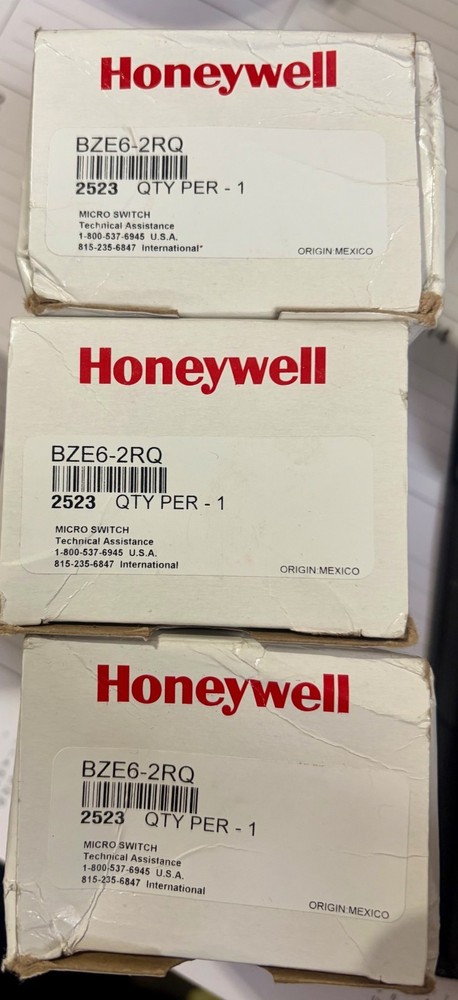 Honeywell
BZE6-2RQ
2523 QTY PER - 1
MICRO SWITCH
Technical Assistance
1-800-537-6945 U.S.A.
815-235-6847 International*
ORIGIN:MEXICO
Honeywell
BZE6-2RQ
2523 QTY PER - 1
MICRO SWITCH
Technical Assistance
1-800-537-6945 U.S.A.
815-235-6847 International
ORIGIN:MEXICO
Honeywell
BZE6-2RQ
2523 QTY PER - 1
MICRO SWITCH
Technical Assistance
1-800-537-6945 U.S.A.
815-235-6847 International
ORIGIN:MEXICO